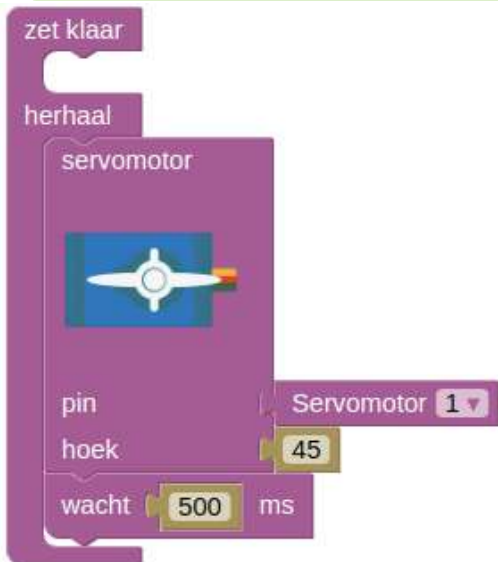 zet klaar
herhaal
servomotor
pin Servomotor 1
hoek 45
wacht 500 ms